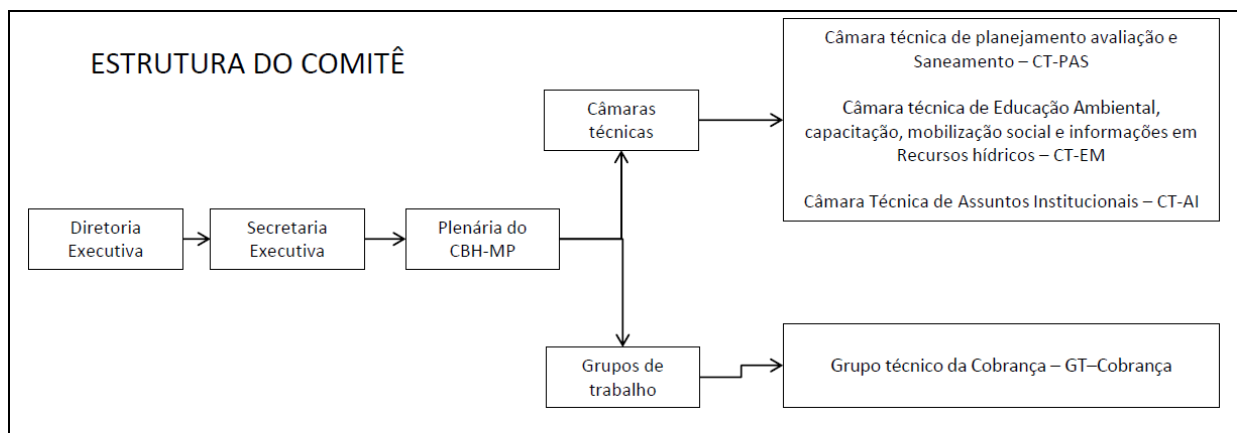 ESTRUTURA DO COMITÊ
Câmara técnica de planejamento avaliação e
Saneamento – CT-PAS
Câmara técnica de Educação Ambiental,
capacitação, mobilização social e informações em
Recursos hídricos – CT-EM
Câmara Técnica de Assuntos Institucionais – CT-AI
Câmaras
técnicas
Diretoria
Executiva
Secretaria
Executiva
Plenária do
CBH-MP
Grupos de
trabalho
Grupo técnico da Cobrança – GT–Cobrança